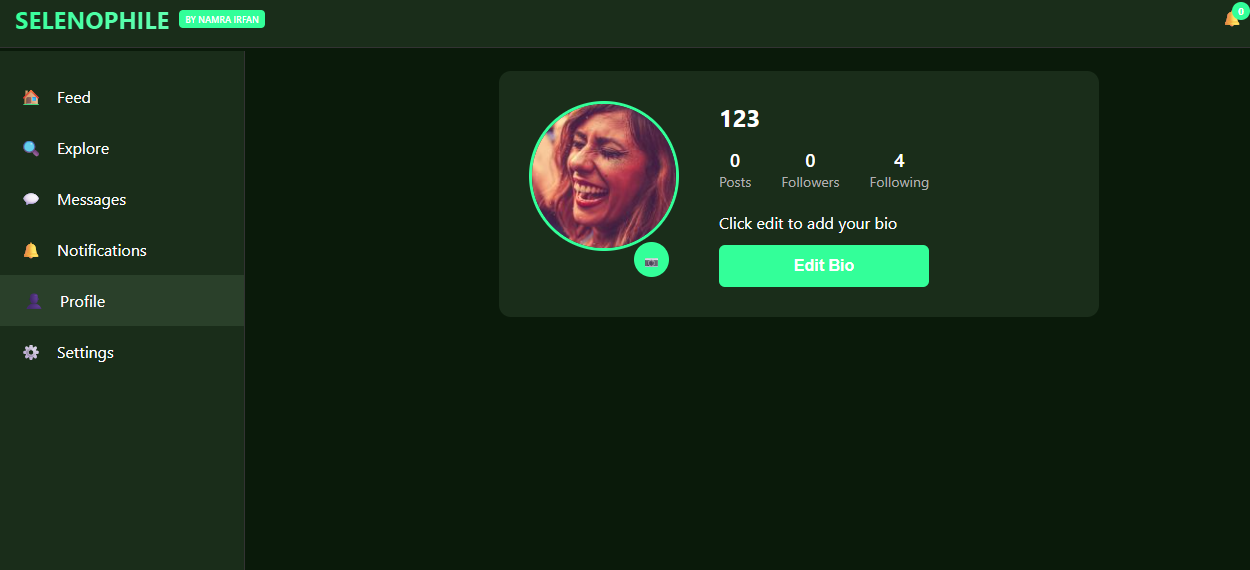 SELENOPHILE BY NAMRA IRFAN
0
Feed
Explore
Messages
Notifications
Profile
Settings
123
0 0 4
Posts Followers Following
Click edit to add your bio
Edit Bio